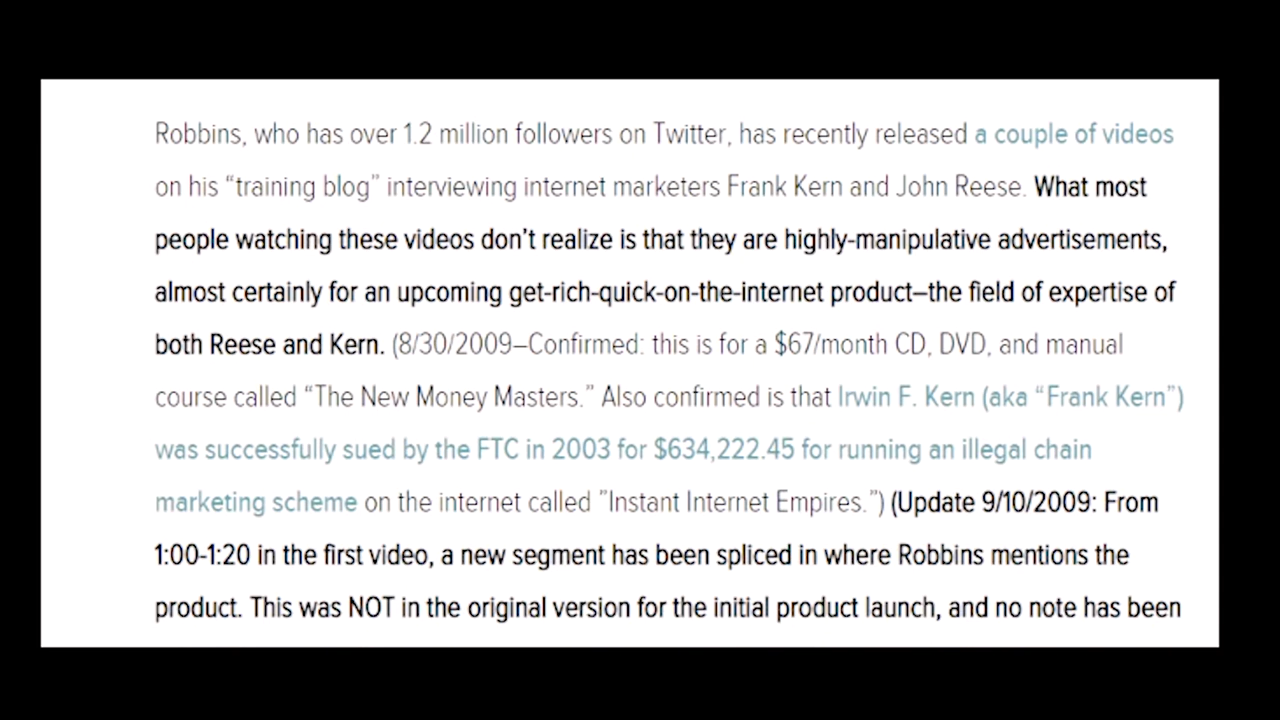 Robbins, who has over 1.2 million followers on Twitter, has recently released a couple of videos
on his “training blog” interviewing internet marketers Frank Kern and John Reese. What most
people watching these videos don’t realize is that they are highly-manipulative advertisements,
almost certainly for an upcoming get-rich-quick-on-the-internet product–the field of expertise of
both Reese and Kern. (8/30/2009–Confirmed: this is for a $67/month CD, DVD, and manual
course called “The New Money Masters.” Also confirmed is that Irwin F. Kern (aka “Frank Kern”)
was successfully sued by the FTC in 2003 for $634,222.45 for running an illegal chain
marketing scheme on the internet called ”Instant Internet Empires.”) (Update 9/10/2009: From
1:00-1:20 in the first video, a new segment has been spliced in where Robbins mentions the
product. This was NOT in the original version for the initial product launch, and no note has been